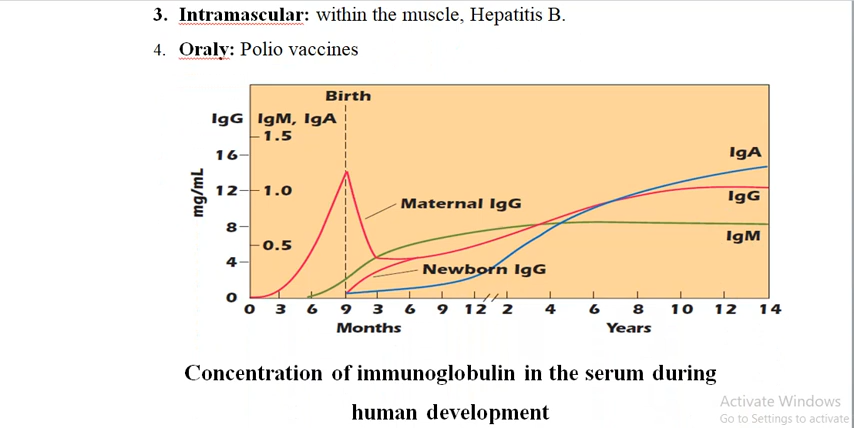 3. Intramascular: within the muscle, Hepatitis B.
4. Oraly: Polio vaccines
Birth
IgG IgM, IgA
1.5
16
IgA
mg/mL
12 1.0
IgG
Maternal IgG
8
IgM
0.5
4
Newborn IgG
0
0 3 6 9 3 6 9 12 2 4 6 8 10 12 14
Months Years
Concentration of immunoglobulin in the serum during
human development
Activate Windows
Go to Settings to activate